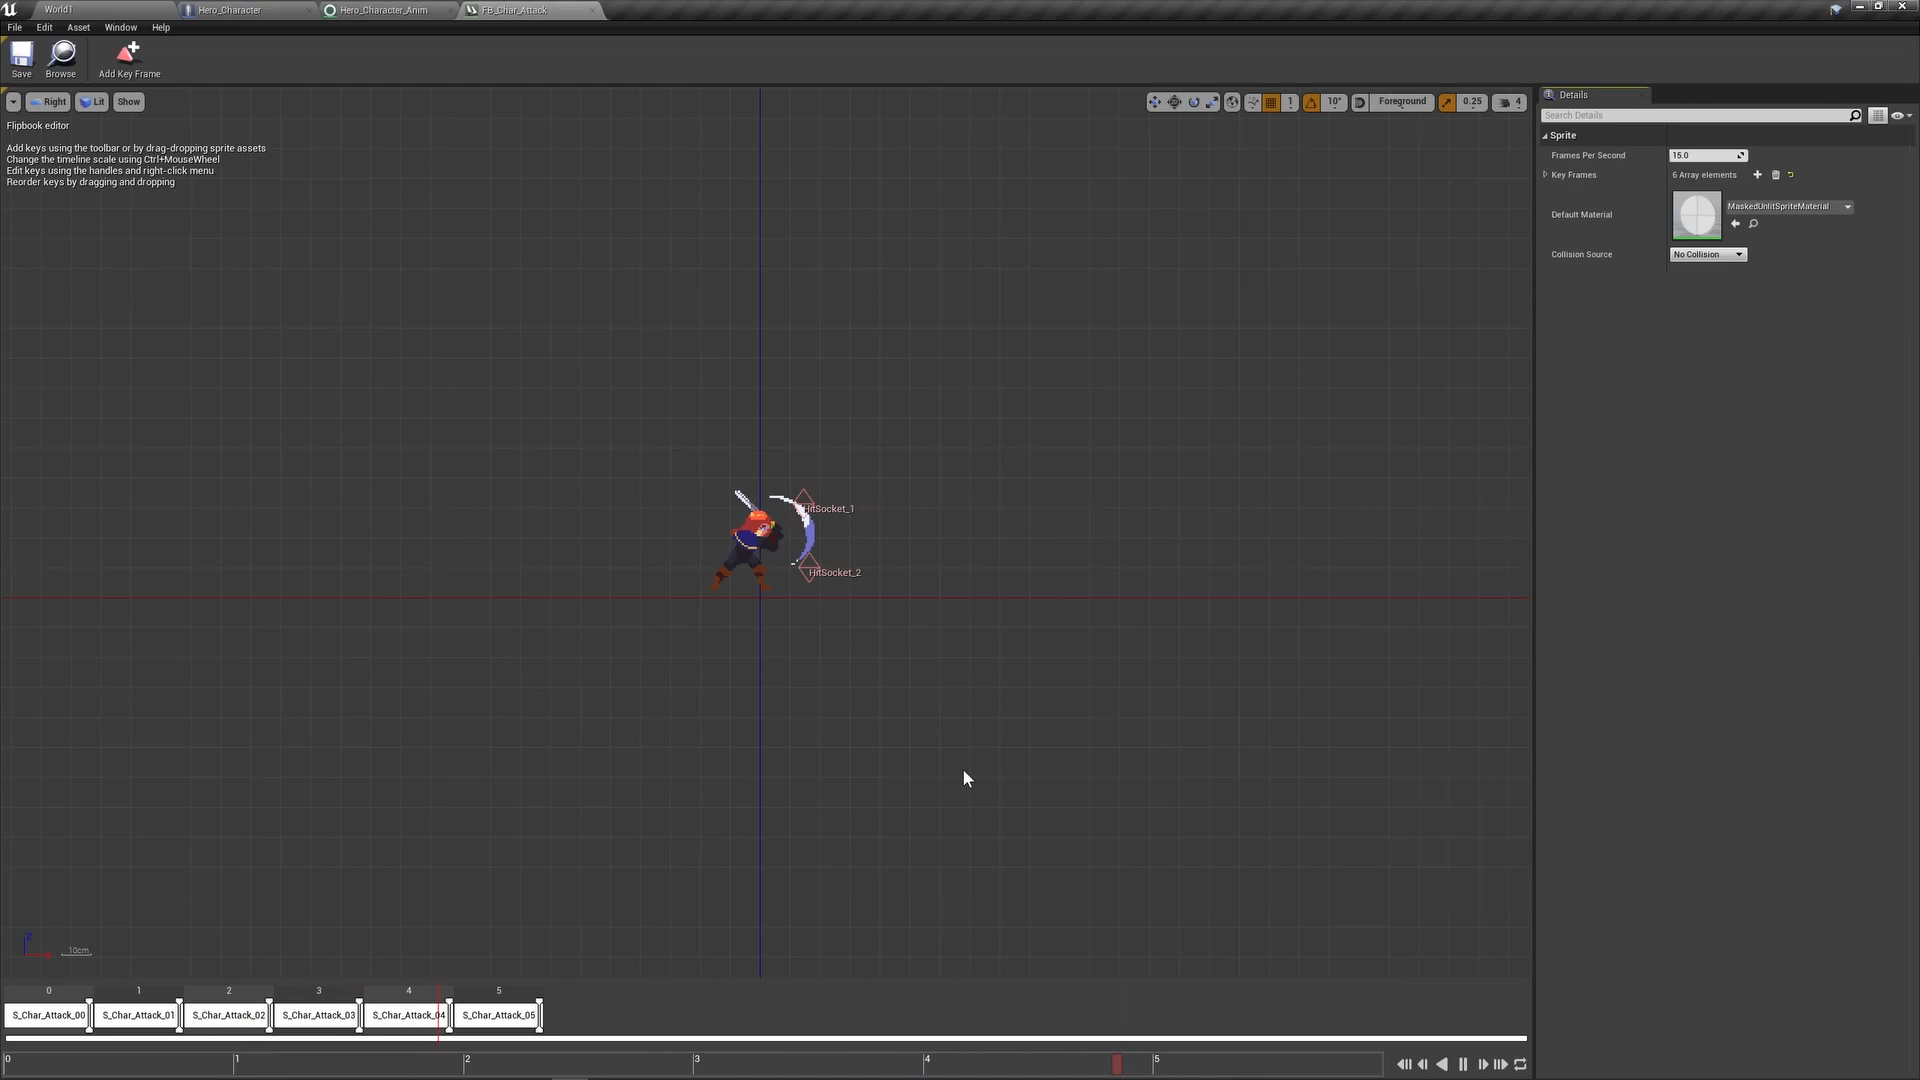 World1
Hero_Character
Hero_Character_Anim
FB_Char_Attack
File Edit Asset Window Help
Save Browse Add Key Frame
Right Lit Show
1 10° Foreground 0.25 4
Flipbook editor
Add keys using the toolbar or by drag-dropping sprite assets
Change the timeline scale using Ctrl+MouseWheel
Edit keys using the handles and right-click menu
Reorder keys by dragging and dropping
HitSocket_1
HitSocket_2
Z
10cm
Details
Search Details
Sprite
Frames Per Second 15.0
Key Frames 6 Array elements
Default Material MaskedUnlitSpriteMaterial
Collision Source No Collision
0 1 2 3 4 5
S_Char_Attack_00 S_Char_Attack_01 S_Char_Attack_02 S_Char_Attack_03 S_Char_Attack_04 S_Char_Attack_05
0 1 2 3 4 5